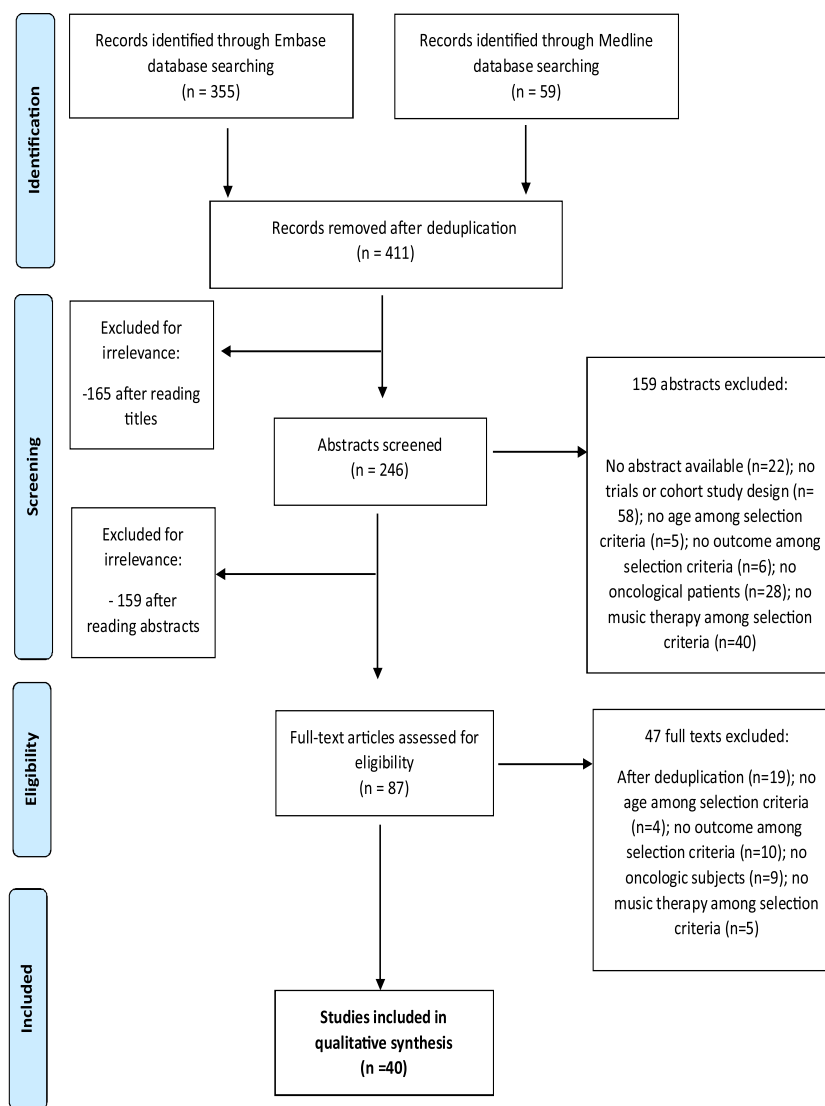 Identification
Records identified through Embase
database searching
(n = 355)
Records identified through Medline
database searching
(n = 59)
Records removed after deduplication
(n = 411)
Screening
Excluded for
irrelevance:
-165 after reading
titles
Abstracts screened
(n = 246)
159 abstracts excluded:
No abstract available (n=22); no
trials or cohort study design (n=
58); no age among selection
criteria (n=5); no outcome among
selection criteria (n=6); no
oncological patients (n=28); no
music therapy among selection
criteria (n=40)
Excluded for
irrelevance:
- 159 after
reading abstracts
Eligibility
Full-text articles assessed for
eligibility
(n = 87)
47 full texts excluded:
After deduplication (n=19); no
age among selection criteria
(n=4); no outcome among
selection criteria (n=10); no
oncologic subjects (n=9); no
music therapy among selection
criteria (n=5)
Included
Studies included in
qualitative synthesis
(n =40)